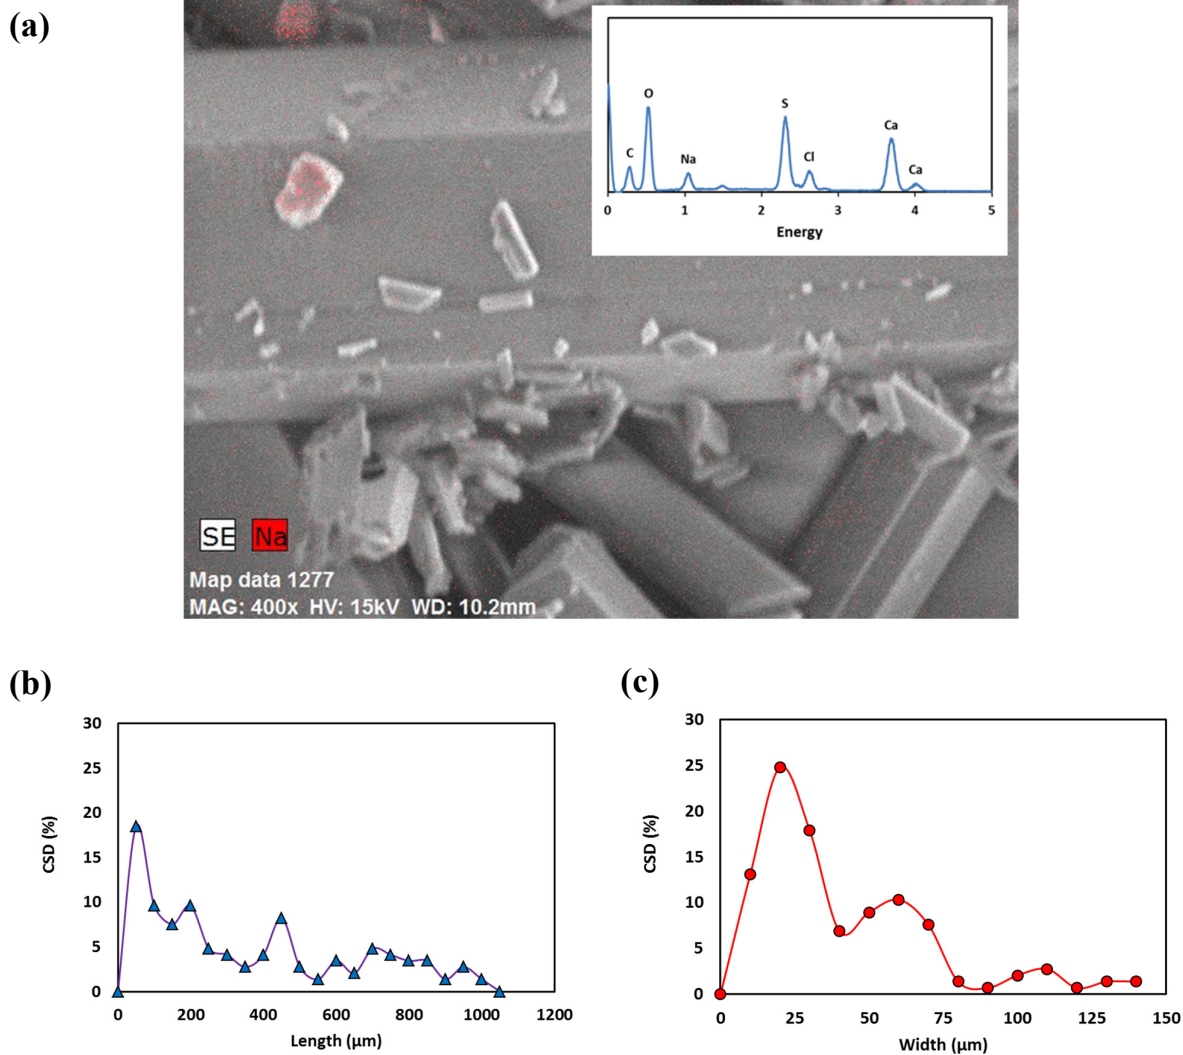 (a)
O
S
Ca
C
Na
Cl
Ca
0 1 2 3 4 5
Energy
SE Na
Map data 1277
MAG: 400x HV: 15kV WD: 10.2mm
(b)
30
25
20
15
10
5
0
CSD (%)
0 200 400 600 800 1000 1200
Length (µm)
(c)
30
25
20
15
10
5
0
CSD (%)
0 25 50 75 100 125 150
Width (µm)